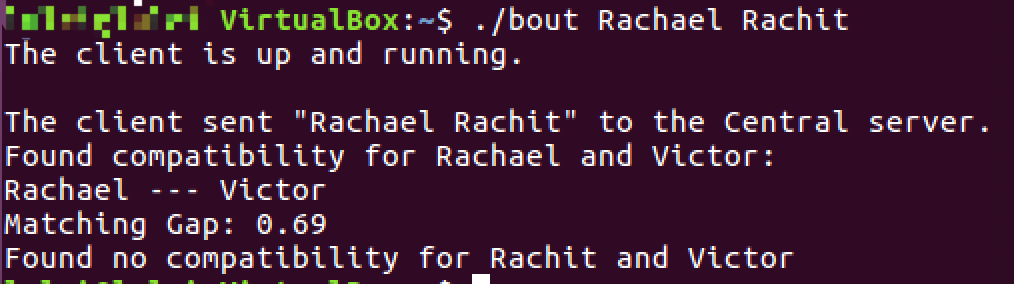 VirtualBox:~$ ./bout Rachael Rachit
The client is up and running.
The client sent "Rachael Rachit" to the Central server.
Found compatibility for Rachael and Victor:
Rachael --- Victor
Matching Gap: 0.69
Found no compatibility for Rachit and Victor